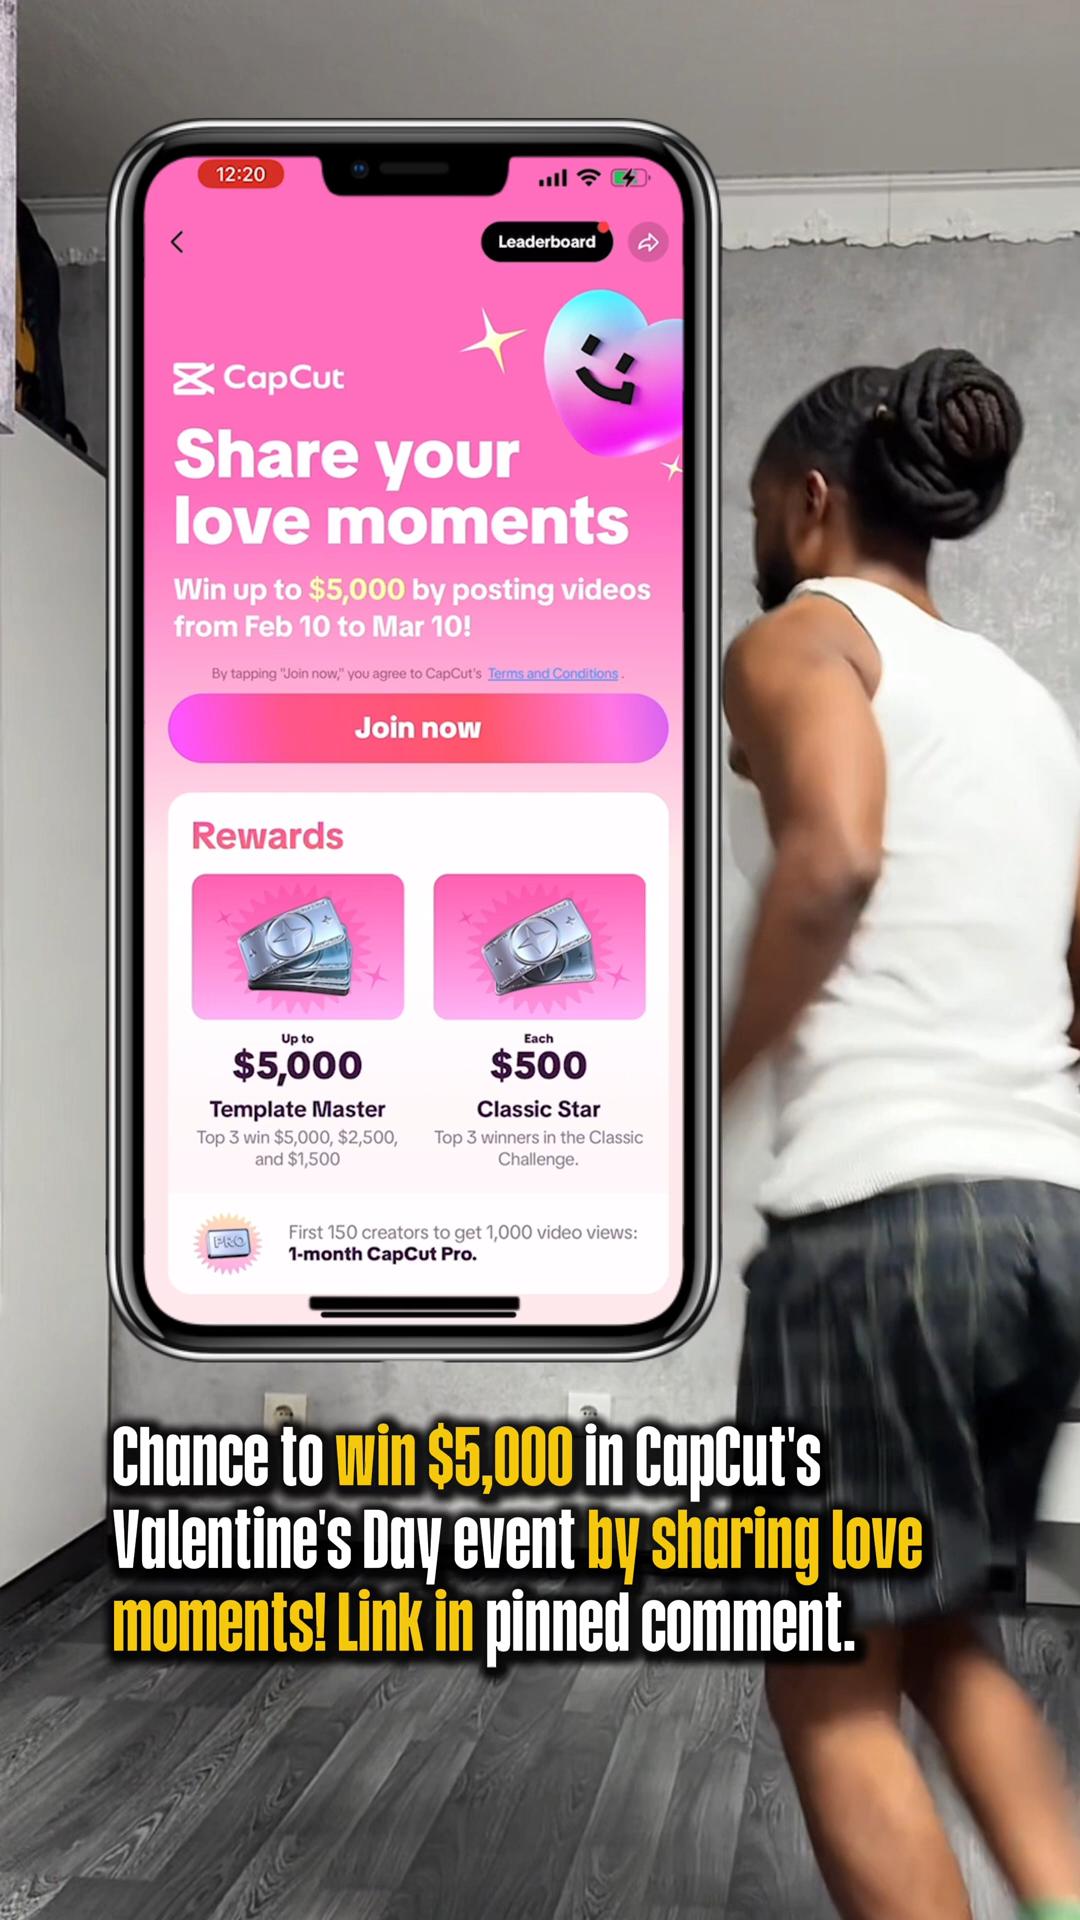 12:20
Leaderboard
CapCut
Share your
love moments
Win up to $5,000 by posting videos
from Feb 10 to Mar 10!
By tapping "Join now," you agree to CapCut's Terms and Conditions .
Join now
Rewards
Up to
$5,000
Template Master
Top 3 win $5,000, $2,500,
and $1,500
Each
$500
Classic Star
Top 3 winners in the Classic
Challenge.
PRO
First 150 creators to get 1,000 video views:
1-month CapCut Pro.
Chance to win $5,000 in CapCut's
Valentine's Day event by sharing love
moments! Link in pinned comment.